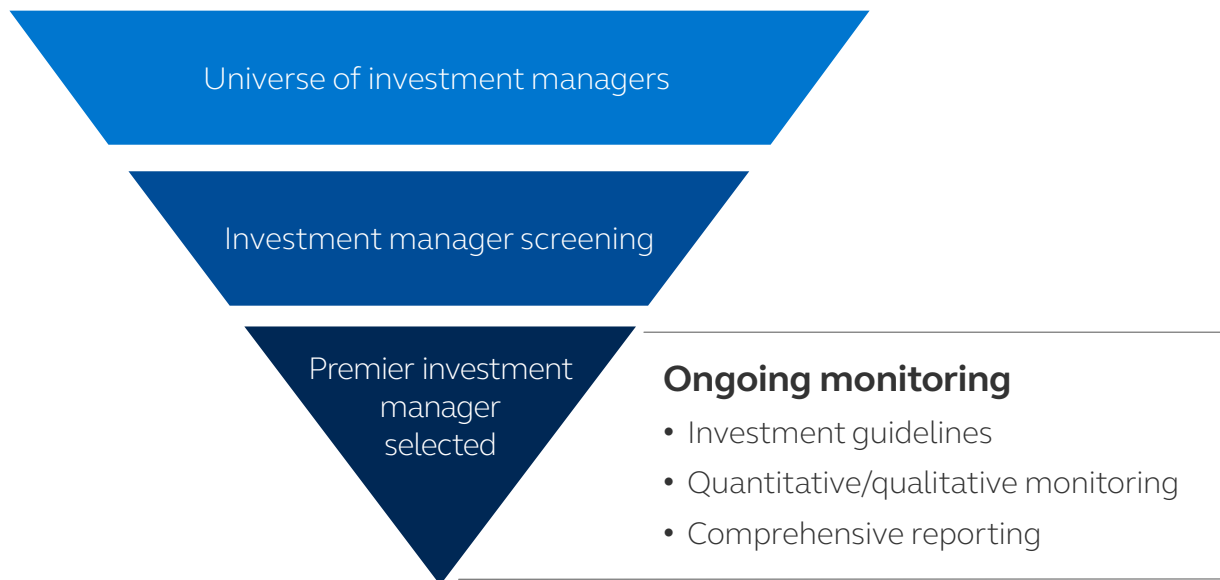 Universe of investment managers
Investment manager screening
Premier investment
manager
selected
Ongoing monitoring
• Investment guidelines
• Quantitative/qualitative monitoring
• Comprehensive reporting